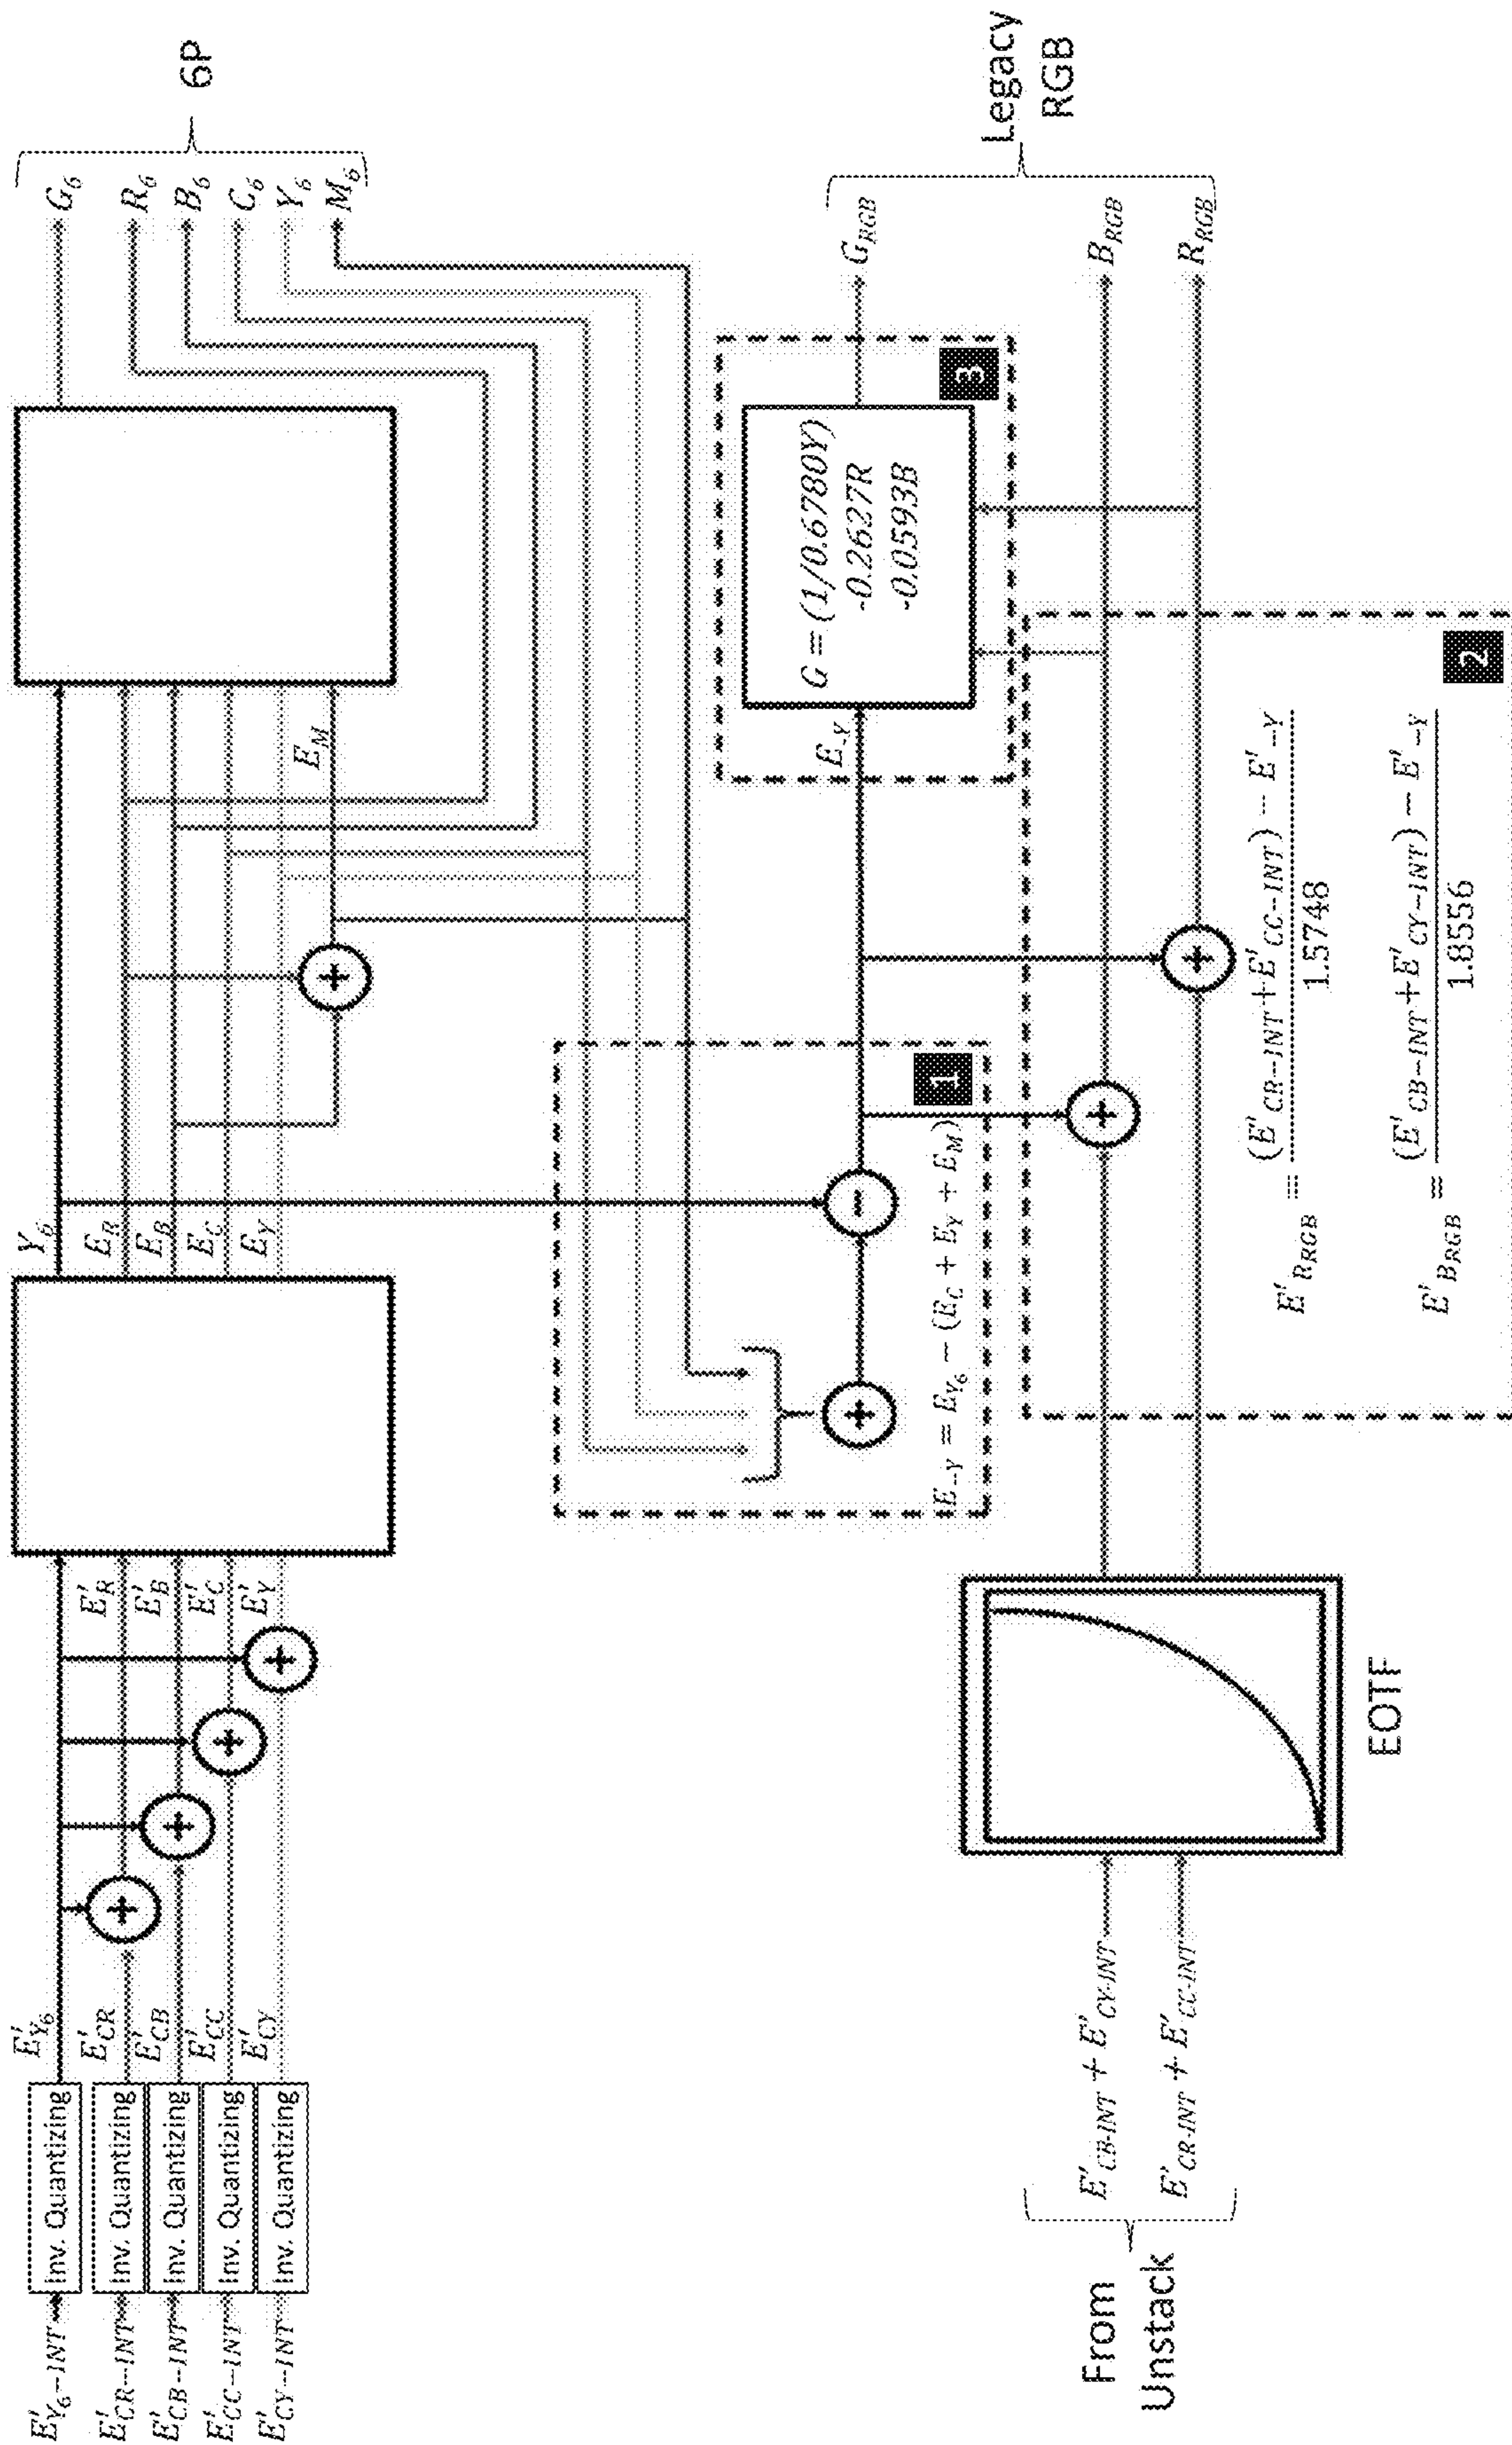 E'Y6-INT
E'CR-INT
E'CB-INT
E'CC-INT
E'CY-INT
Inv. Quantizing
Inv. Quantizing
Inv. Quantizing
Inv. Quantizing
Inv. Quantizing
E'Y6
E'CR
E'CB
E'CC
E'CY
+
+
+
+
E'R
E'B
E'C
E'Y
Y6
ER
EB
EC
EY
+
EM
G6
R6
B6
C6
Y6
M6
6P
+
−
E-Y = EY6 − (EC + EY + EM)
1
E-Y
G = (1/0.6780Y)
-0.2627R
-0.0593B
3
GRGB
BRGB
RRGB
Legacy
RGB
From
Unstack
E'CB-INT + E'CY-INT
E'CR-INT + E'CC-INT
EOTF
+
+
E'RRGB = (E'CR-INT+E'CC-INT) − E'-Y
1.5748
E'BRGB = (E'CB-INT+E'CY-INT) − E'-Y
1.8556
2